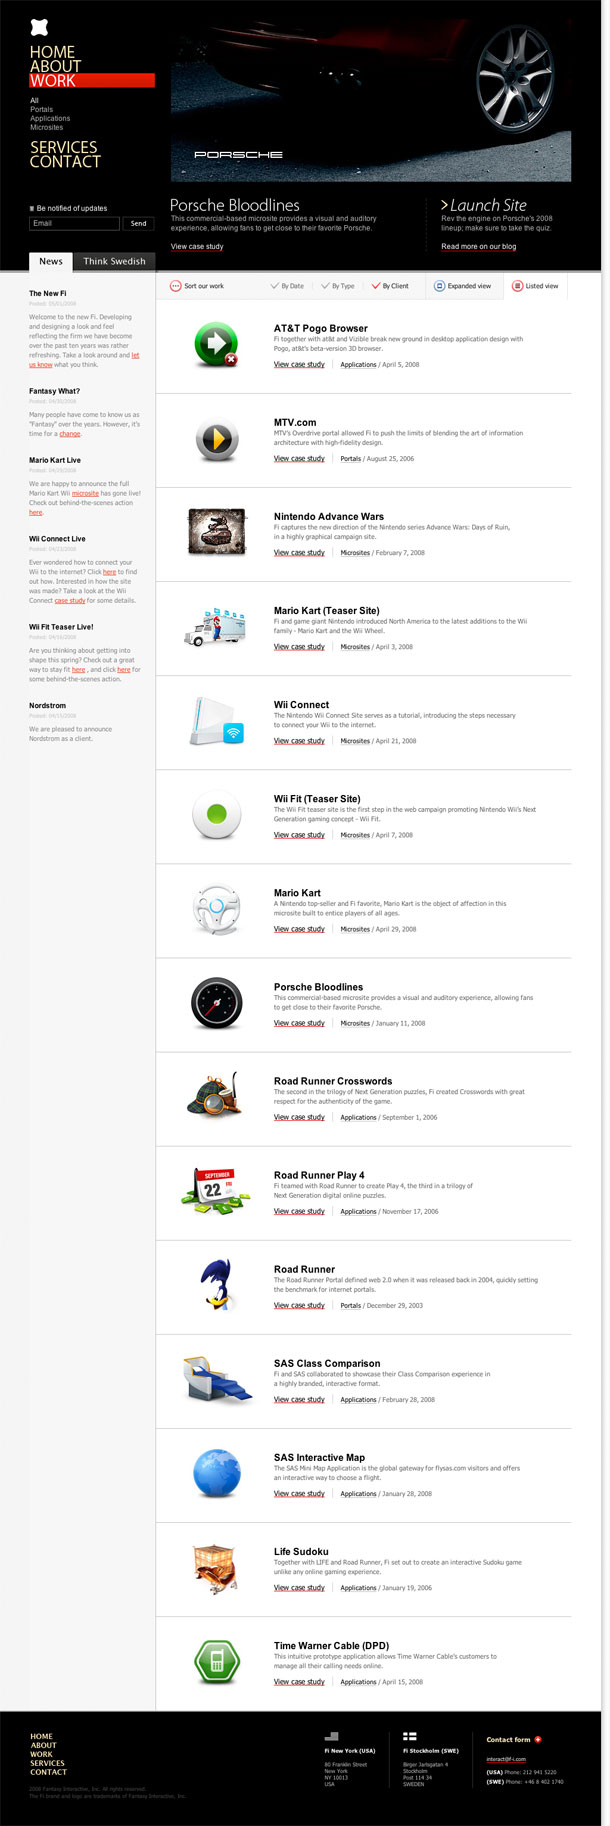 HOME
ABOUT
WORK
All
Portals
Applications
Microsites
SERVICES
CONTACT
Be notified of updates
Email
Send
PORSCHE
Porsche Bloodlines
This commercial-based microsite provides a visual and auditory
experience, allowing fans to get close to their favorite Porsche.
View case study
Launch Site
Rev the engine on Porsche's 2008
lineup; make sure to take the quiz.
Read more on our blog
News
Think Swedish
The New Fi
Posted: 05/01/2008
Welcome to the new Fi. Developing
and designing a look and feel
reflecting the firm we have become
over the past ten years was rather
refreshing. Take a look around and let
us know what you think.
Fantasy What?
Posted: 04/30/2008
Many people have come to know us as
"Fantasy" over the years. However, it's
time for a change.
Mario Kart Live
Posted: 04/29/2008
We are happy to announce the full
Mario Kart Wii microsite has gone live!
Check out behind-the-scenes action
here.
Wii Connect Live
Posted: 04/23/2008
Ever wondered how to connect your
Wii to the internet? Click here to find
out how. Interested in how the site
was made? Take a look at the Wii
Connect case study for some details.
Wii Fit Teaser Live!
Posted: 04/16/2008
Are you thinking about getting into
shape this spring? Check out a great
way to stay fit here , and click here for
some behind-the-scenes action.
Nordstrom
Posted: 04/15/2008
We are pleased to announce
Nordstrom as a client.
Sort our work
By Date
By Type
By Client
Expanded view
Listed view
AT&T Pogo Browser
Fi together with at&t and Vizible break new ground in desktop application design with
Pogo, at&t's beta-version 3D browser.
View case study Applications / April 5, 2008
MTV.com
MTV's Overdrive portal allowed Fi to push the limits of blending the art of information
architecture with high-fidelity design.
View case study Portals / August 25, 2006
Nintendo Advance Wars
Fi captures the new direction of the Nintendo series Advance Wars: Days of Ruin,
in a highly graphical campaign site.
View case study Microsites / February 7, 2008
Mario Kart (Teaser Site)
Fi and game giant Nintendo introduced North America to the latest additions to the Wii
family - Mario Kart and the Wii Wheel.
View case study Microsites / April 3, 2008
Wii Connect
The Nintendo Wii Connect Site serves as a tutorial, introducing the steps necessary
to connect your Wii to the internet.
View case study Microsites / April 21, 2008
Wii Fit (Teaser Site)
The Wii Fit teaser site is the first step in the web campaign promoting Nintendo Wii's Next
Generation gaming concept - Wii Fit.
View case study Microsites / April 7, 2008
Mario Kart
A Nintendo top-seller and Fi favorite, Mario Kart is the object of affection in this
microsite built to entice players of all ages.
View case study Microsites / April 29, 2008
Porsche Bloodlines
This commercial-based microsite provides a visual and auditory experience, allowing fans
to get close to their favorite Porsche.
View case study Microsites / January 11, 2008
Road Runner Crosswords
The second in the trilogy of Next Generation puzzles, Fi created Crosswords with great
respect for the authenticity of the game.
View case study Applications / September 1, 2006
SEPTEMBER
22 FRI
Road Runner Play 4
Fi teamed with Road Runner to create Play 4, the third in a trilogy of
Next Generation digital online puzzles.
View case study Applications / November 17, 2006
Road Runner
The Road Runner Portal defined web 2.0 when it was released back in 2004, quickly setting
the benchmark for internet portals.
View case study Portals / December 29, 2003
SAS Class Comparison
Fi and SAS collaborated to showcase their Class Comparison experience in
a highly branded, interactive format.
View case study Applications / February 28, 2008
SAS Interactive Map
The SAS Mini Map Application is the global gateway for flysas.com visitors and offers
an interactive way to choose a flight.
View case study Applications / January 28, 2008
Life Sudoku
Together with LIFE and Road Runner, Fi set out to create an interactive Sudoku game
unlike any online gaming experience.
View case study Applications / January 19, 2006
Time Warner Cable (DPD)
This intuitive prototype application allows Time Warner Cable's customers to
manage all their calling needs online.
View case study Applications / April 15, 2008
HOME
ABOUT
WORK
SERVICES
CONTACT
2008 Fantasy Interactive, Inc. All rights reserved.
The Fi brand and logo are trademarks of Fantasy Interactive, Inc.
Fi New York (USA)
80 Franklin Street
New York
NY 10013
USA
Fi Stockholm (SWE)
Birger Jarlsgatan 4
Stockholm
Post 114 34
SWEDEN
Contact form
interact@f-i.com
(USA) Phone: 212 941 5220
(SWE) Phone: +46 8 402 1740